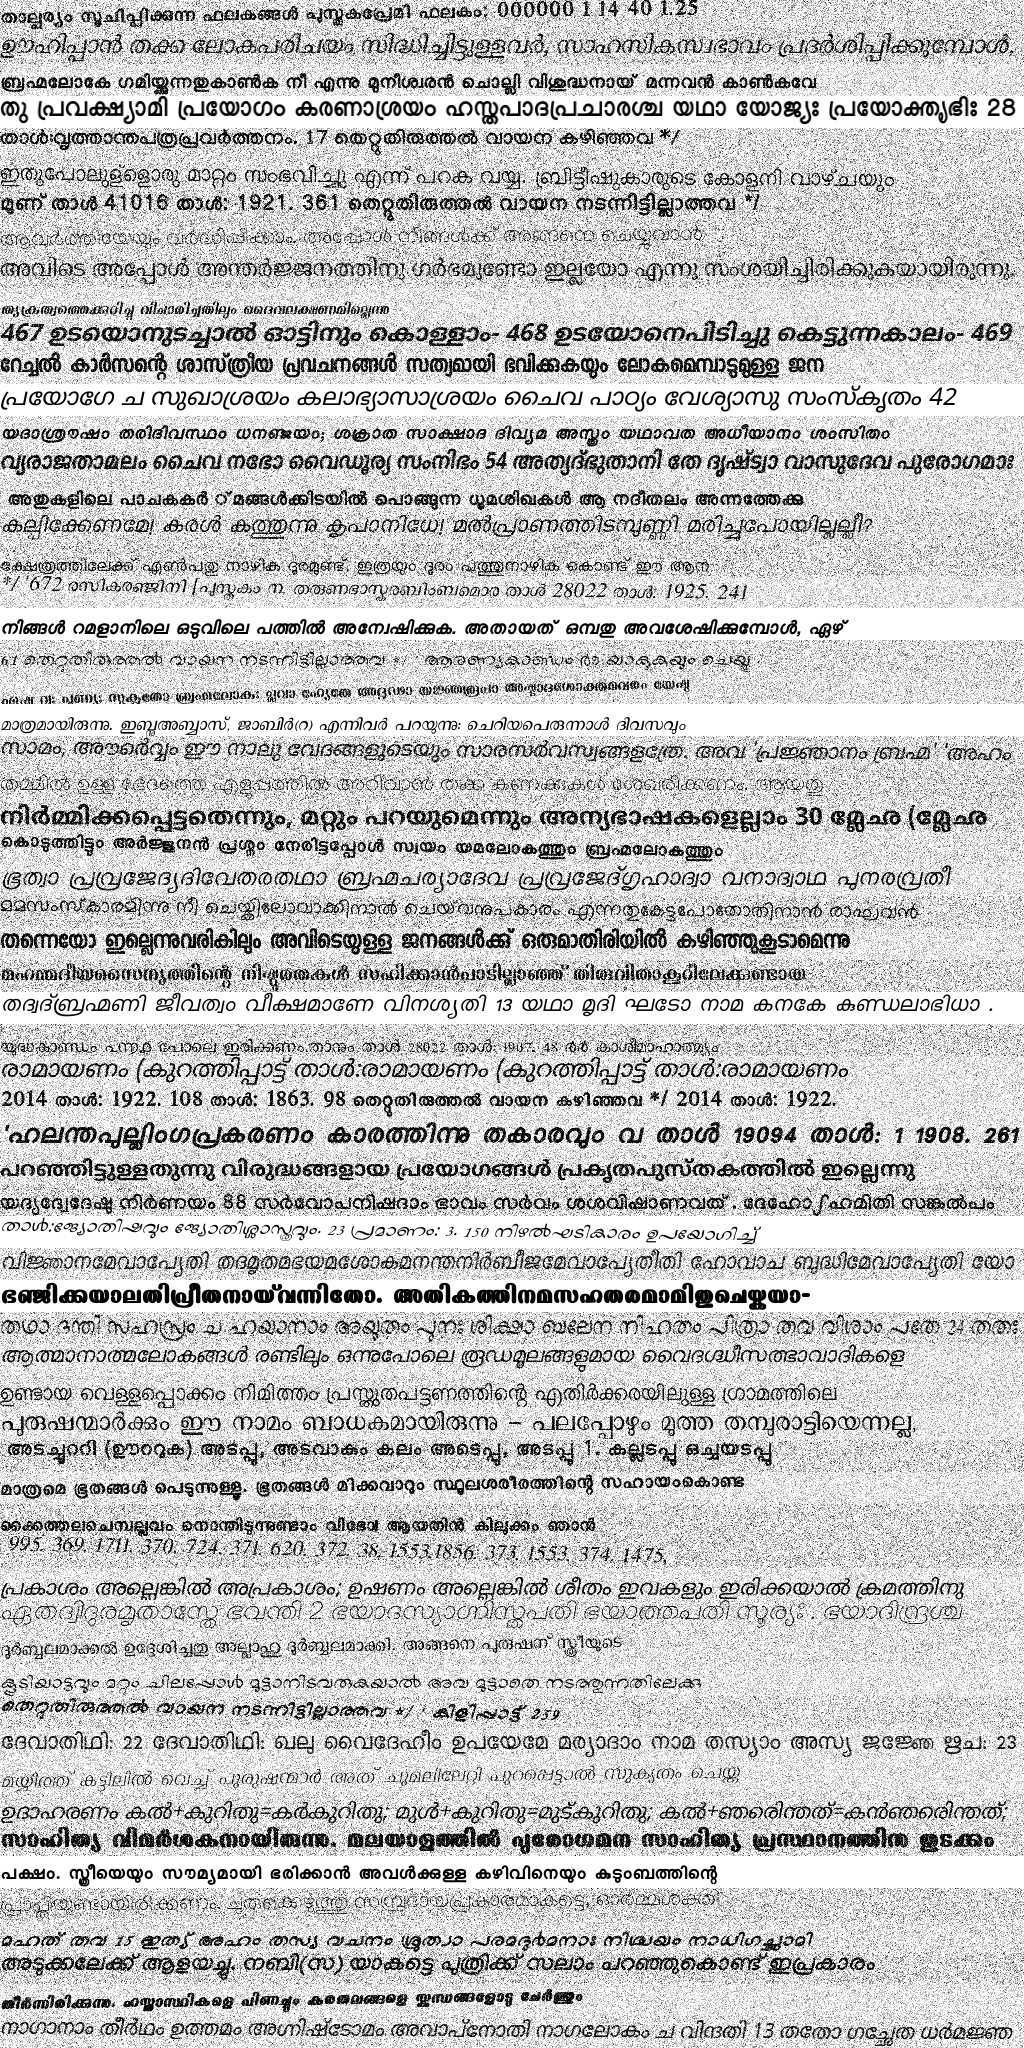 താല്പര്യം സൂചിപ്പിക്കുന്ന ഫലകങ്ങൾ പുസ്തകപ്രേമി ഫലകം: 000000 1 14 40 1.25
ഊഹിപ്പാൻ തക്ക ലോകപരിചയം സിദ്ധിച്ചിട്ടുള്ളവർ, സാഹസികസ്വഭാവം പ്രദർശിപ്പിക്കുമ്പോൾ,
ബ്രഹ്മലോകേ ഗമിയ്ക്കുന്നതുകാൺക നീ എന്നു മുനീശ്വരൻ ചൊല്ലി വിശുദ്ധനായ് മന്നവൻ കാൺകവേ
തു പ്രവക്ഷ്യാമി പ്രയോഗം കരണാശ്രയം ഹസ്തപാദപ്രചാരശ്ച യഥാ യോജ്യഃ പ്രയോക്തൃഭിഃ 28
താൾ:വൃത്താന്തപത്രപ്രവർത്തനം. 17 തെറ്റുതിരുത്തൽ വായന കഴിഞ്ഞവ */
ഇതുപോലുള്ളൊരു മാറ്റം സംഭവിച്ചു എന്ന് പറക വയ്യ. ബ്രിട്ടീഷുകാരുടെ കോളനി വാഴ്ചയും
മൂണ് താൾ 41016 താൾ: 1921. 361 തെറ്റുതിരുത്തൽ വായന നടന്നിട്ടില്ലാത്തവ */
ആവൃർത്തിയേയും വർദ്ധിപ്പിക്കാം. അപ്പോൾ നിങ്ങൾക്ക് അങ്ങനെ ചെയ്യുവാൻ
അവിടെ അപ്പോൾ അന്തർജ്ജനത്തിനു ഗർഭമുണ്ടോ ഇല്ലയോ എന്നു സംശയിച്ചിരിക്കുകയായിരുന്നു.
വിചാരിച്ചതിലും ദൈവലക്ഷണമില്ലെന്ന
467 ഉടയൊനുടച്ചാൽ ഓട്ടിനും കൊള്ളാം- 468 ഉടയോനെപിടിച്ചു കെട്ടുന്നകാലം- 469
റേച്ചൽ കാർസന്റെ ശാസ്ത്രീയ പ്രവചനങ്ങൾ സത്യമായി ഭവിക്കുകയും ലോകമെമ്പാടുമുള്ള ജന
പ്രയോഗേ ച സുഖാശ്രയം കലാഭ്യാസാശ്രയം ചൈവ പാഠ്യം വേശ്യാസു സംസ്കൃതം 42
യദാശ്രൗഷം തരിദിവസ്ഥം ധനഞ്ജയം; ശക്രാത സാക്ഷാദ ദിവ്യമ അസ്ത്രം യഥാവത അധീയാനം ശംസിതം
വ്യരാജതാമലം ചൈവ നഭോ വൈഡൂര്യ സംനിഭം 54 അത്യദ്ഭുതാനി തേ ദൃഷ്ട്വാ വാസുദേവ പുരോഗമാഃ
അതുകളിലെ പാചകകർ റ്മങ്ങൾക്കിടയിൽ പൊങ്ങുന്ന ധൂമശിഖകൾ ആ നദീതലം അന്നത്തേക്കു
കല്പിക്കേണമേ! കരൾ കത്തുന്നു കൃപാനിധേ! മൽപ്രാണത്തിടമ്പുണ്ണി മരിച്ചുപോയില്ലല്ലീ?
ക്ഷേത്രത്തിലേക്ക് എൺപതു നാഴിക ദൂരമുണ്ട്. ഇത്രയും ദൂരം പത്തുനാഴിക കൊണ്ട് ഈ ആന
*/ '672 രസികരഞ്ജിനി [പുസ്തകം ന. തരുണഭാസ്കരബിംബമൊര താൾ 28022 താൾ: 1925. 241
നിങ്ങൾ റമളാനിലെ ഒടുവിലെ പത്തിൽ അന്വേഷിക്കുക. അതായത് ഒമ്പതു അവശേഷിക്കുമ്പോൾ, ഏഴ്
61 തെറ്റുതിരുത്തൽ വായന നടന്നിട്ടില്ലാത്തവ */ ' ആരണ്യകാണ്ഡം യാകുകയും ചെയ്തു
മാത്രമായിരുന്നു. ഇബ്നുഅബ്ബാസ്, ജാബിർ(റ) എന്നിവർ പറയുന്നു: ചെറിയപെരുന്നാൾ ദിവസവും
സാമം, അഥർവ്വം ഈ നാലു വേദങ്ങളുടെയും സാരസർവസ്വങ്ങളത്രേ. അവ 'പ്രജ്ഞാനം ബ്രഹ്മ' 'അഹം
തമ്മിൽ ഉള്ള ഭേദത്തെ എളുപ്പത്തിൽ അറിവാൻ തക്ക കണക്കുകൾ ശേഖരിക്കണം. ആയതു
നിർമ്മിക്കപ്പെട്ടതെന്നും, മറ്റും പറയുമെന്നും അന്യഭാഷകളെല്ലാം 30 മ്ലേഛ (മ്ലേഛ
കൊടുത്തിട്ടും അർജ്ജുനൻ പ്രശ്നം നേരിട്ടപ്പോൾ സ്വയം യമലോകത്തും ബ്രഹ്മലോകത്തും
ഭൂത്വാ പ്രവ്രജേദ്യദിവേതരതഥാ ബ്രഹ്മചര്യാദേവ പ്രവ്രജേദ്ഗൃഹാദ്വാ വനാദ്വാഥ പുനരവ്രതീ
മമസംസ്കാരമിന്നു നീ ചെയ്തിലോവാക്കിനാൽ ചെയ്‌വനുപകാരം എന്നതുകേട്ടപോതോതിനാൻ രാഘവൻ
തന്നെയോ ഇല്ലെന്നുവരികിലും അവിടെയുള്ള ജനങ്ങൾക്കു് ഒരുമാതിരിയിൽ കഴിഞ്ഞുകൂടാമെന്നു
മഹമ്മദീയസൈന്യത്തിന്റെ നിഷ്ഠുരതകൾ സഹിക്കാൻപാടില്ലാഞ്ഞ് തിരുവിതാകൂറിലേക്കുണ്ടായ
തദ്വദ്ബ്രഹ്മണി ജീവത്വം വീക്ഷമാണേ വിനശ്യതി 13 യഥാ മൃദി ഘടോ നാമ കനകേ കുണ്ഡലാഭിധാ .
യുദ്ധകാണ്ഡം പോലെ ഇരിക്കണം.താനും താൾ 28022 താൾ: 1907. 48 കാശീമാഹാത്മ്യം
രാമായണം (കുറത്തിപ്പാട്ട് താൾ:രാമായണം (കുറത്തിപ്പാട്ട് താൾ:രാമായണം
2014 താൾ: 1922. 108 താൾ: 1863. 98 തെറ്റുതിരുത്തൽ വായന കഴിഞ്ഞവ */ 2014 താൾ: 1922.
'ഹലന്തപുല്ലിംഗപ്രകരണം കാരത്തിന്നു തകാരവും വ താൾ 19094 താൾ: 1 1908. 261
പറഞ്ഞിട്ടുള്ളതുന്നു വിരുദ്ധങ്ങളായ പ്രയോഗങ്ങൾ പ്രകൃതപുസ്തകത്തിൽ ഇല്ലെന്നു
യദ്യദ്വേദേഷു നിർണയം 88 സർവോപനിഷദാം ഭാവം സർവം ശശവിഷാണവത് . ദേഹോഽഹമിതി സങ്കൽപം
താൾ:ജ്യോതിഷവും ജ്യോതിശ്ശാസ്ത്രവും. 23 പ്രമാണം: 3. 150 നിഴൽഘടികാരം ഉപയോഗിച്ച്
വിജ്ഞാനമേവാപ്യേതി തദമൃതമഭയമശോകമനന്തനിർബീജമേവാപ്യേതീതി ഹോവാച ബുദ്ധിമേവാപ്യേതി യോ
ഭഞ്ജിക്കയാലതിപ്രീതനായ്‌വന്നിതോ. അതികത്തിനമസഹതരമാമിതുചെയ്കയാ-
തഥാ ദന്തി സഹസ്രം ച ഹയാനാം അയുതം പുനഃ ശിക്ഷാ ബലേന നിഹതം പിത്രാ തവ വിശാം പതേ 24 തതഃ
ആത്മാനാത്മലോകങ്ങൾ രണ്ടിലും ഒന്നുപോലെ രൂഢമൂലങ്ങളുമായ വൈദഗ്ദ്ധീസത്ഭാവാദികളെ
ഉണ്ടായ വെള്ളപ്പൊക്കം നിമിത്തം പ്രസ്തുതപട്ടണത്തിന്റെ എതിർക്കരയിലുള്ള ഗ്രാമത്തിലെ
പുരുഷന്മാർക്കും ഈ നാമം ബാധകമായിരുന്നു — പലപ്പോഴും മൂത്ത തമ്പുരാട്ടിയെന്നല്ല,
അടച്ചൂററി (ഊററുക) അടപ്പു, അടവാകും കലം അടെപ്പു, അടപ്പു 1. കല്ലടപ്പു ഒച്ചയടപ്പു
മാത്രമെ ഭൂതങ്ങൾ പെടുന്നുള്ളൂ. ഭൂതങ്ങൾ മിക്കവാറും സ്ഥൂലശരീരത്തിന്റെ സഹായംകൊണ്ട
കൈത്തലചെമ്പല്ലവം നൊന്തിടുന്നുണ്ടാം വിഭോ! ആയതിൻ കിലുക്കം ഞാൻ
995, 369, 1711, 370, 724, 371, 620, 372, 38, 1553,1856, 373, 1553, 374, 1475,
പ്രകാശം അല്ലെങ്കിൽ അപ്രകാശം; ഉഷണം അല്ലെങ്കിൽ ശീതം ഇവകളും ഇരിക്കയാൽ ക്രമത്തിനു
ഏതദ്വിദുരമൃതാസ്തേ ഭവന്തി 2 ഭയാദസ്യാഗ്നിസ്തപതി ഭയാത്തപതി സൂര്യഃ . ഭയാദിന്ദ്രശ്ച
ദുർബ്ബലമാക്കൽ ഉദ്ദേശിച്ചതു അല്ലാഹു ദുർബ്ബലമാക്കി. അങ്ങനെ പുരുഷന് സ്ത്രീയുടെ
കൂടിയാട്ടവും മറ്റും ചിലപ്പോൾ മുട്ടാനിടവരുകയാൽ അവ മുട്ടാതെ നടത്തുന്നതിലേക്കു
തെറ്റുതിരുത്തൽ വായന നടന്നിട്ടില്ലാത്തവ */ ' കിളിപ്പാട്ട് 239
ദേവാതിഥി: 22 ദേവാതിഥി: ഖലു വൈദേഹീം ഉപയേമേ മര്യാദാം നാമ തസ്യാം അസ്യ ജജ്ഞേ ഋച: 23
മയ്യിത്ത് കട്ടിലിൽ വെച്ച് പുരുഷന്മാർ അത് ചുമലിലേറ്റി പുറപ്പെട്ടാൽ സുകൃതം ചെയ്തു
ഉദാഹരണം കൽ+കുറിതു=കർകുറിതു; മുൾ+കുറിതു=മുട്കുറിതു; കൽ+ഞരെിന്തത്=കൻഞരെിന്തത്;
സാഹിത്യ വിമർശകനായിരുന്നു. മലയാളത്തിൽ പുരോഗമന സാഹിത്യ പ്രസ്ഥാനത്തിന് തുടക്കം
പക്ഷം. സ്ത്രീയെയും സൗമ്യമായി ഭരിക്കാൻ അവൾക്കുള്ള കഴിവിനെയും കുടുംബത്തിന്റെ
പ്രാപ്തിയുണ്ടായിരിക്കണം. സമ്പ്രദായപ്രകാരമാകട്ടെ,
മഹത് തവ 15 ഇത്യ് അഹം തസ്യ വചനം ശ്രുത്വാ പരമദുർമനാഃ നിശ്ചയം നാധിഗച്ഛാമി
അടുക്കലേക്ക് ആളയച്ചു. നബി(സ) യാകട്ടെ പുത്രിക്ക് സലാം പറഞ്ഞുകൊണ്ട് ഇപ്രകാരം
തീർന്നിരിക്കുന്നു. ഹസ്താസ്ഥികളെ പിണച്ചും കരതലങ്ങളെ സ്കന്ധങ്ങളോടു ചേർത്തും
നാഗാനാം തീർഥം ഉത്തമം അഗ്നിഷ്ടോമം അവാപ്നോതി നാഗലോകം ച വിന്ദതി 13 തതോ ഗച്ഛേത ധർമജ്ഞ